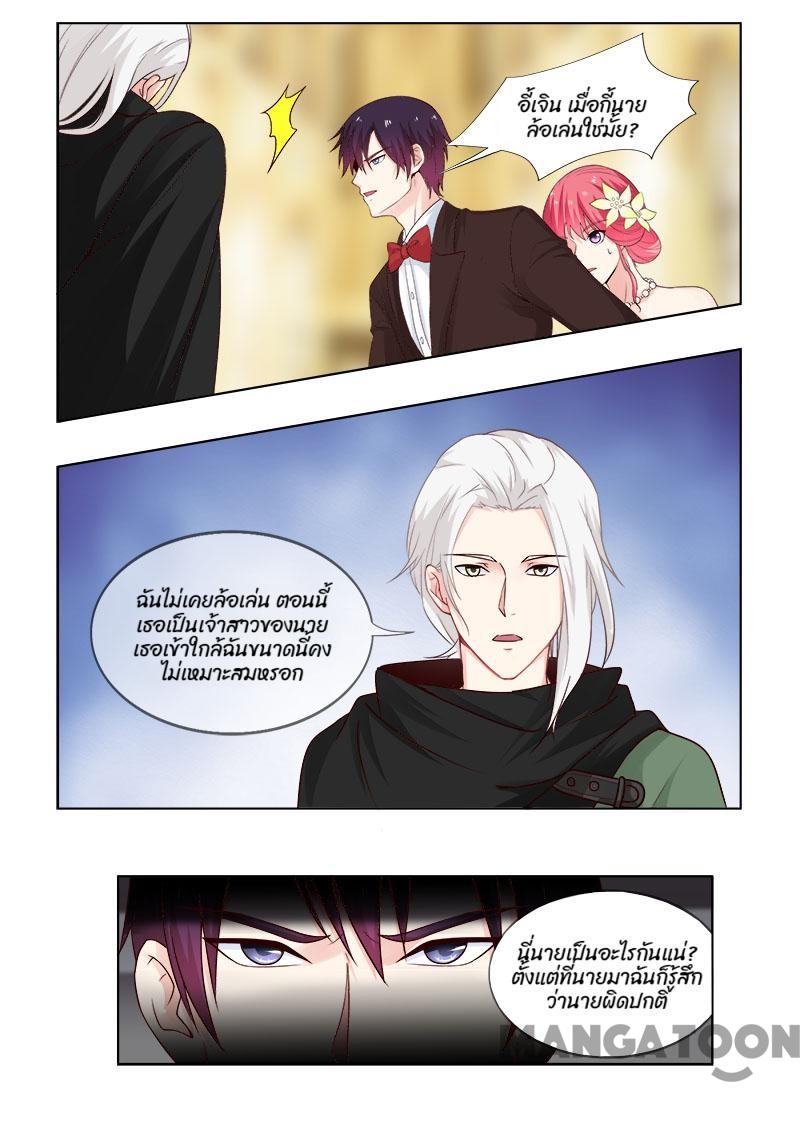 อี้เจิน เมื่อกี้นาย
ล้อเล่นใช่มั้ย?
ฉันไม่เคยล้อเล่น ตอนนี้
เธอเป็นเจ้าสาวของนาย
เธอเข้าใกล้ฉันขนาดนี้คง
ไม่เหมาะสมหรอก
นี่นายเป็นอะไรกันแน่?
ตั้งแต่ที่นายมาฉันก็รู้สึก
ว่านายผิดปกติ
MANGATOON